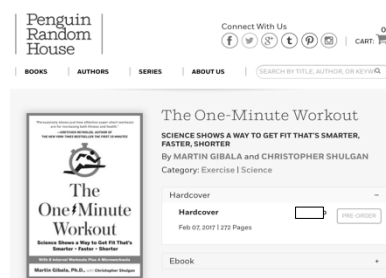 Penguin
Random
House
Connect With Us
0
CART:
BOOKS
AUTHORS
SERIES
ABOUT US
SEARCH BY TITLE, AUTHOR, OR KEYW
The One-Minute Workout
SCIENCE SHOWS A WAY TO GET FIT THAT'S SMARTER,
FASTER, SHORTER
By MARTIN GIBALA and CHRISTOPHER SHULGAN
Category: Exercise | Science
Hardcover –
Hardcover
PRE-ORDER
Feb 07, 2017 | 272 Pages
Ebook +
The
One Minute
Workout
Science Shows a Way to Get Fit That's
Smarter • Faster • Shorter
Martin Gibala, Ph.D., with Christopher Shulgan